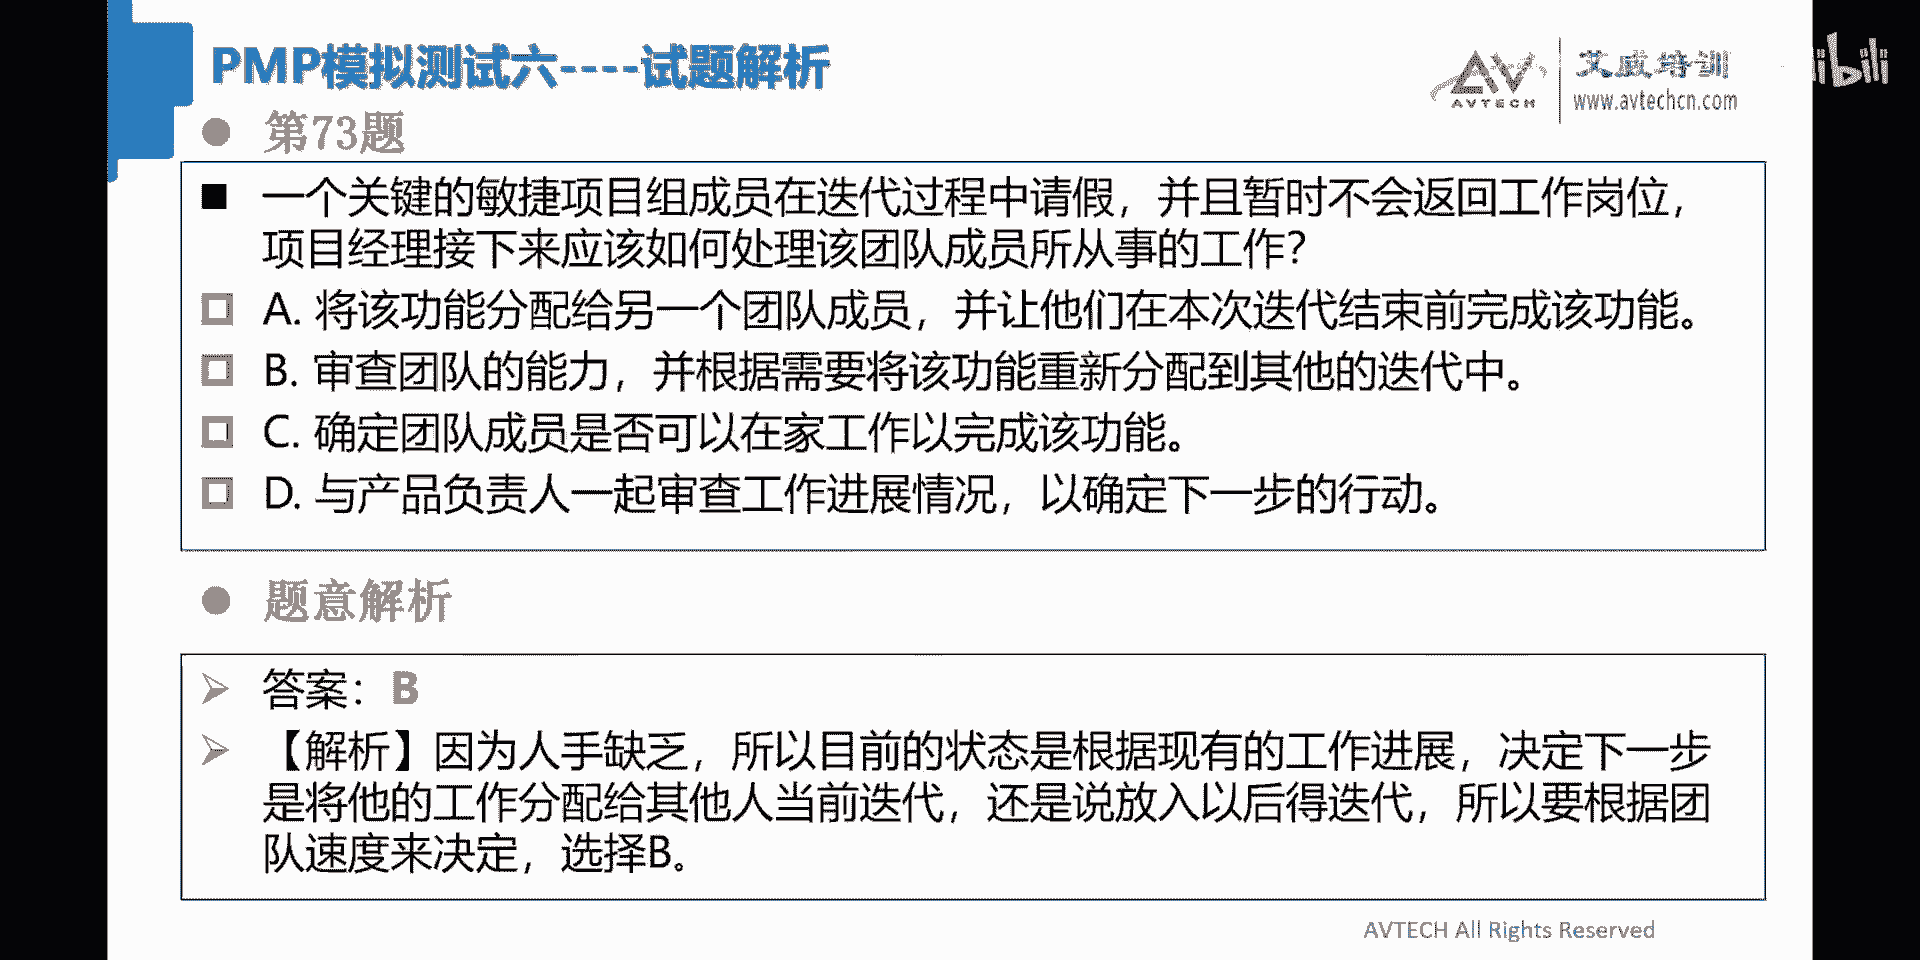 PMP模拟测试六----试题解析
AVTECH
艾威培训
www.avtechcn.com
第73题
一个关键的敏捷项目组成员在迭代过程中请假，并且暂时不会返回工作岗位，
项目经理接下来应该如何处理该团队成员所从事的工作？
A. 将该功能分配给另一个团队成员，并让他们在本次迭代结束前完成该功能。
B. 审查团队的能力，并根据需要将该功能重新分配到其他的迭代中。
C. 确定团队成员是否可以在家工作以完成该功能。
D. 与产品负责人一起审查工作进展情况，以确定下一步的行动。
题意解析
答案：B
【解析】因为人手缺乏，所以目前的状态是根据现有的工作进展，决定下一步
是将他的工作分配给其他人当前迭代，还是说放入以后得迭代，所以要根据团
队速度来决定，选择B。
AVTECH All Rights Reserved